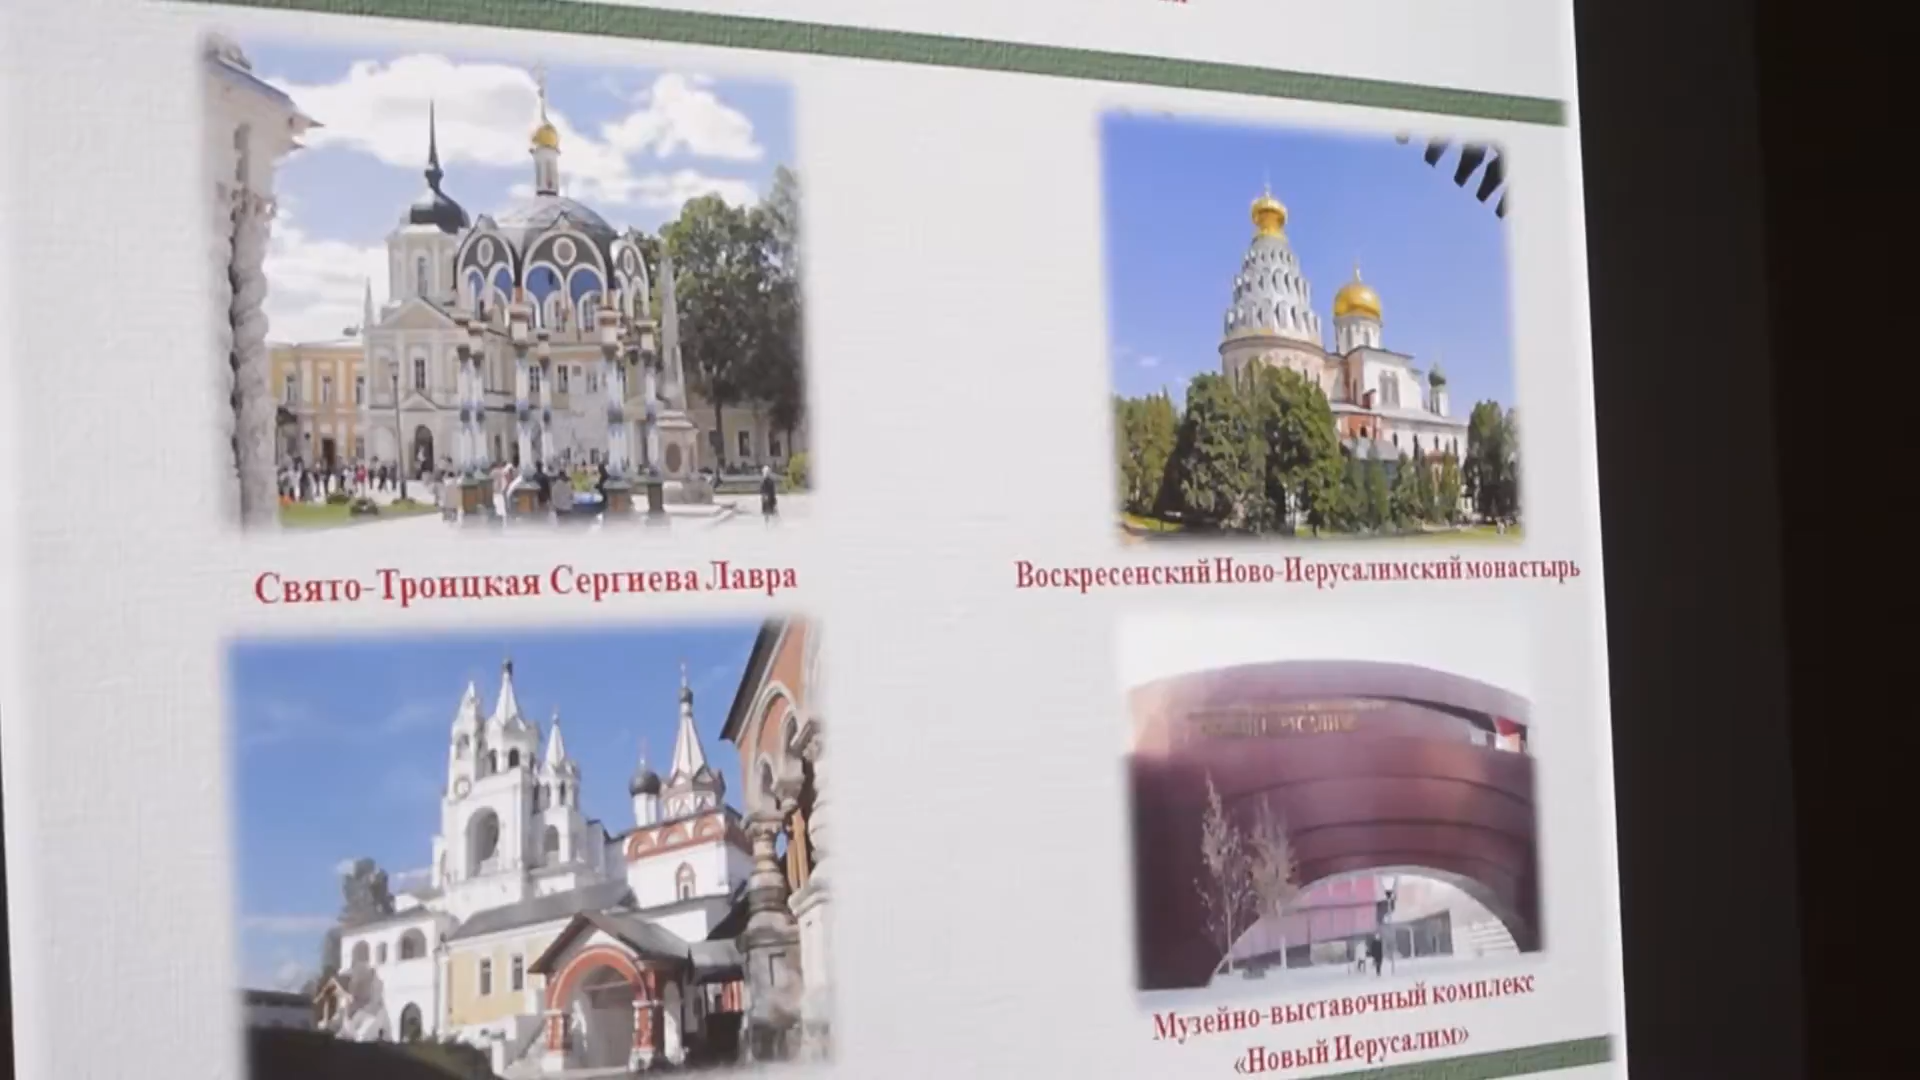 Свято-Троицкая Сергиева Лавра
Воскресенский Ново-Иерусалимский монастырь
Музейно-выставочный комплекс
«Новый Иерусалим»